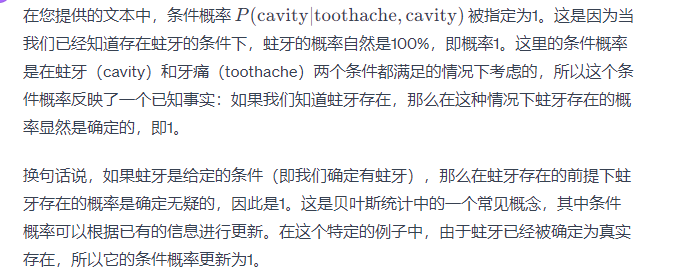 在您提供的文本中，条件概率 P(cavity|toothache, cavity) 被指定为1。这是因为当
我们已经知道存在蛀牙的条件下，蛀牙的概率自然是100%，即概率1。这里的条件概率
是在蛀牙（cavity）和牙痛（toothache）两个条件都满足的情况下考虑的，所以这个条
件概率反映了一个已知事实：如果我们知道蛀牙存在，那么在这种情况下蛀牙存在的概
率显然是确定的，即1。
换句话说，如果蛀牙是给定的条件（即我们确定有蛀牙），那么在蛀牙存在的前提下蛀
牙存在的概率是确定无疑的，因此是1。这是贝叶斯统计中的一个常见概念，其中条件
概率可以根据已有的信息进行更新。在这个特定的例子中，由于蛀牙已经被确定为真实
存在，所以它的条件概率更新为1。